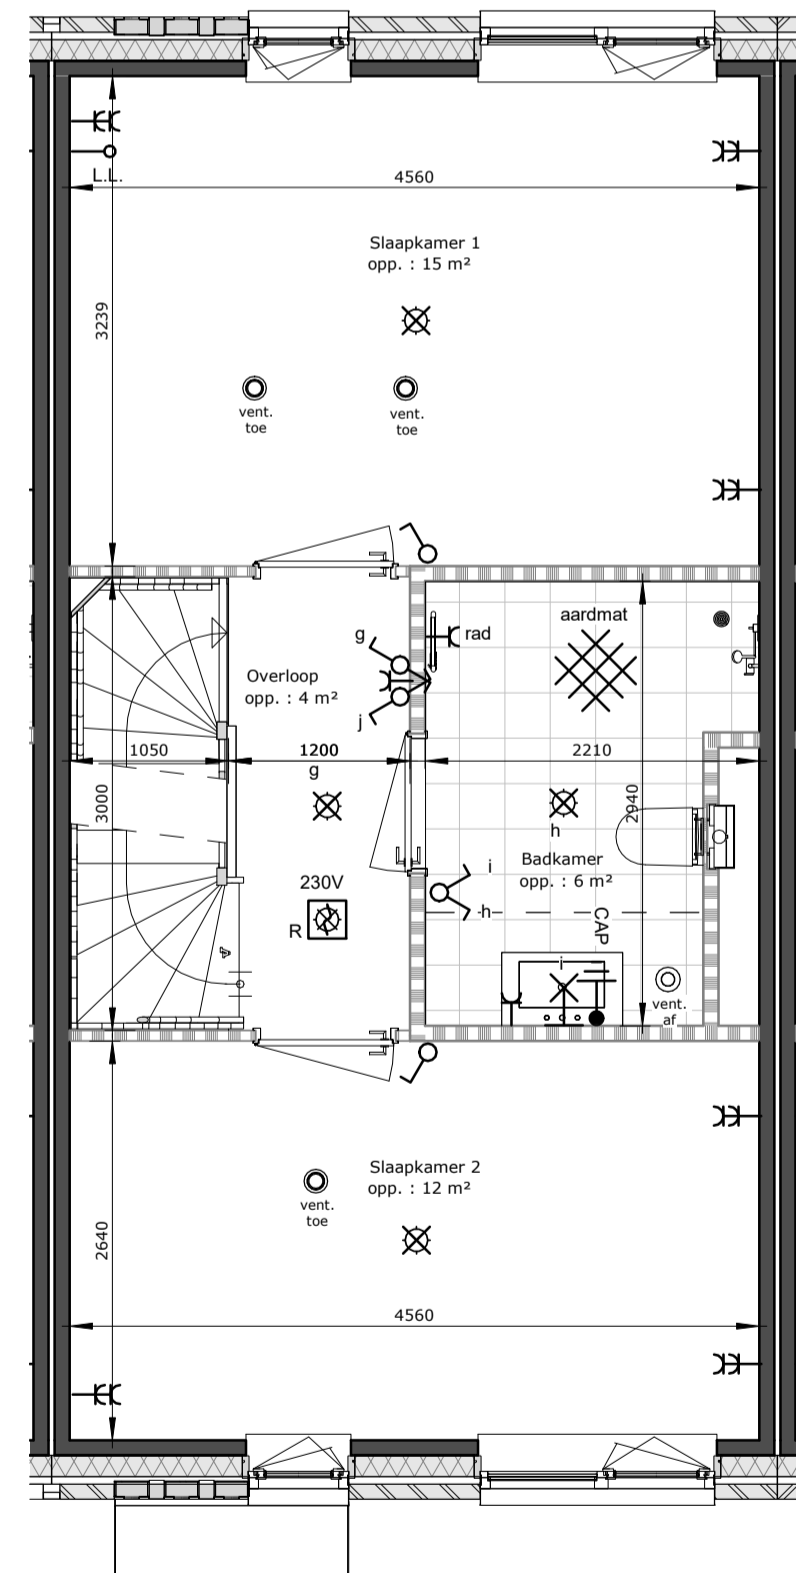 L.L.
4560
Slaapkamer 1
opp. : 15 m²
3239
vent.
toe
vent.
toe
aardmat
rad
g
Overloop
opp. : 4 m²
j
1050
1200
2210
g
3000
2940
h
Badkamer
opp. : 6 m²
i
230V
R
h
CAP
A
i
vent.
af
Slaapkamer 2
opp. : 12 m²
vent.
toe
2640
4560